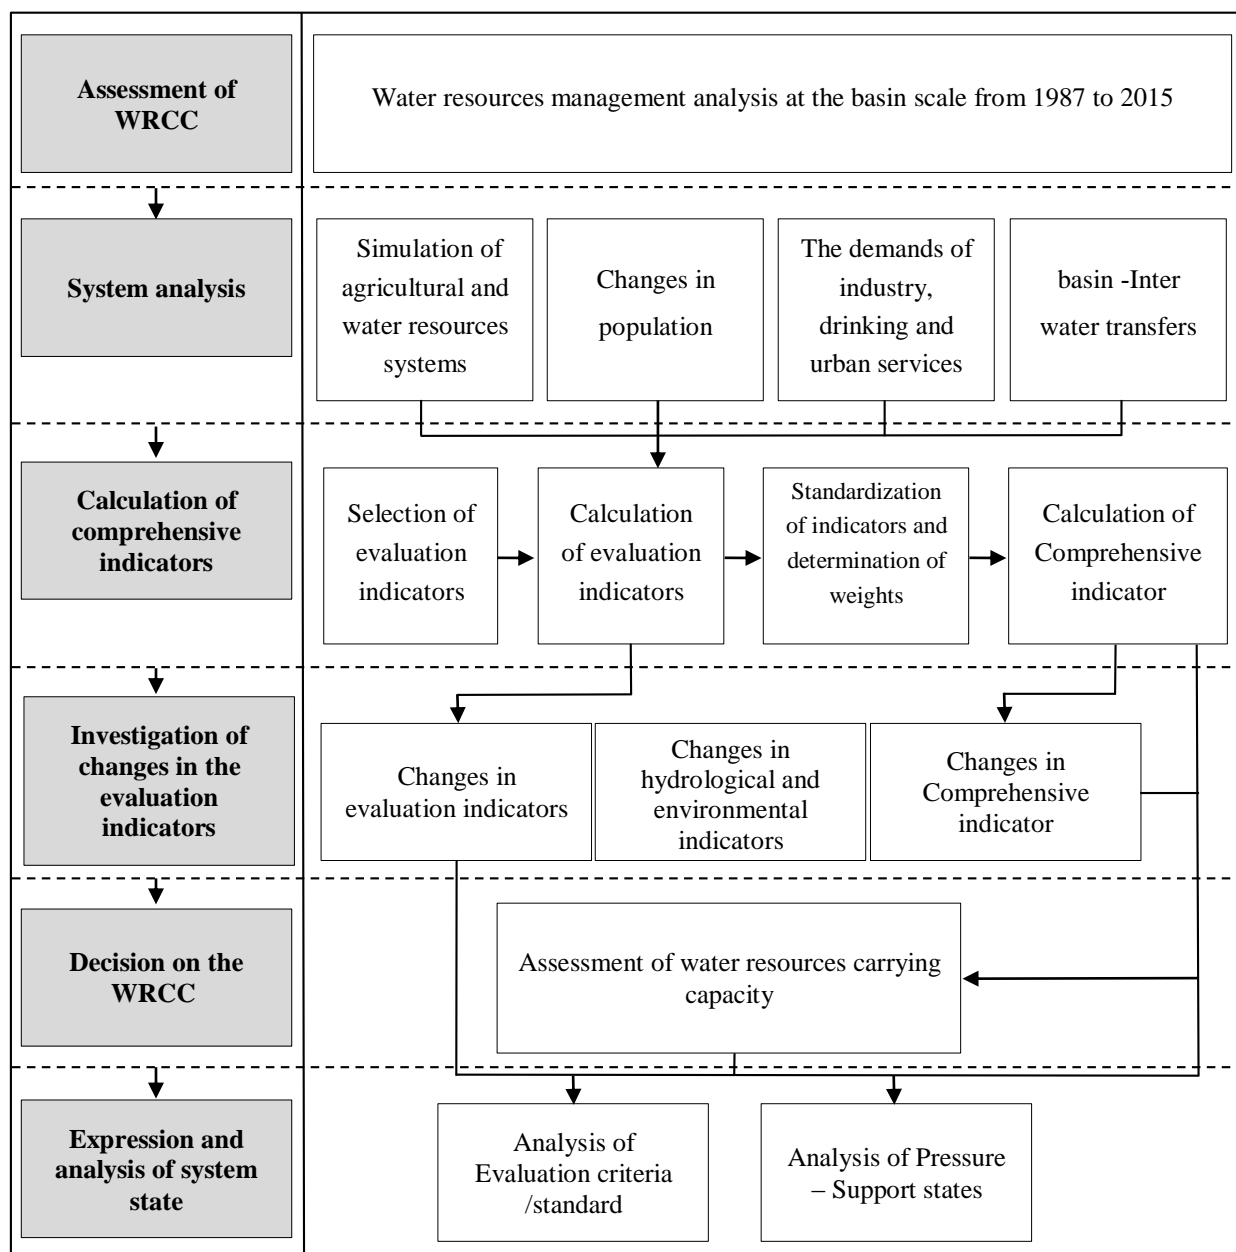 Assessment of
WRCC
Water resources management analysis at the basin scale from 1987 to 2015
System analysis
Simulation of
agricultural and
water resources
systems
Changes in
population
The demands of
industry,
drinking and
urban services
basin -Inter
water transfers
Calculation of
comprehensive
indicators
Selection of
evaluation
indicators
Calculation
of evaluation
indicators
Standardization
of indicators and
determination of
weights
Calculation of
Comprehensive
indicator
Investigation of
changes in the
evaluation
indicators
Changes in
evaluation indicators
Changes in
hydrological and
environmental
indicators
Changes in
Comprehensive
indicator
Decision on the
WRCC
Assessment of water resources carrying
capacity
Expression and
analysis of system
state
Analysis of
Evaluation criteria
/standard
Analysis of Pressure
– Support states